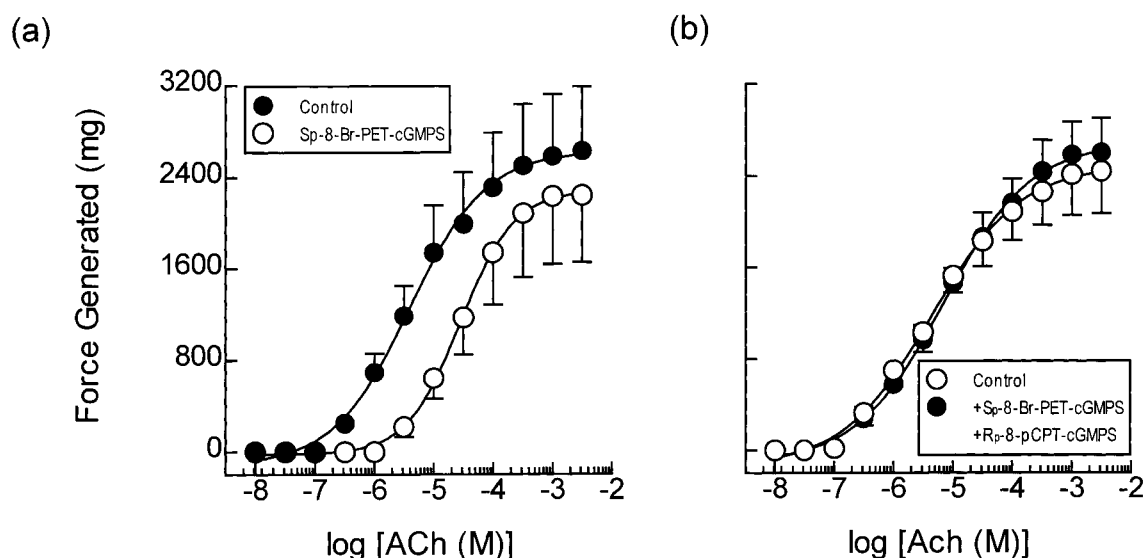 (a)
(b)
3200
Control
Sp-8-Br-PET-cGMPS
2400
1600
800
0
Force Generated (mg)
Control
+Sp-8-Br-PET-cGMPS
+Rp-8-pCPT-cGMPS
-8 -7 -6 -5 -4 -3 -2
-8 -7 -6 -5 -4 -3 -2
log [ACh (M)]
log [Ach (M)]